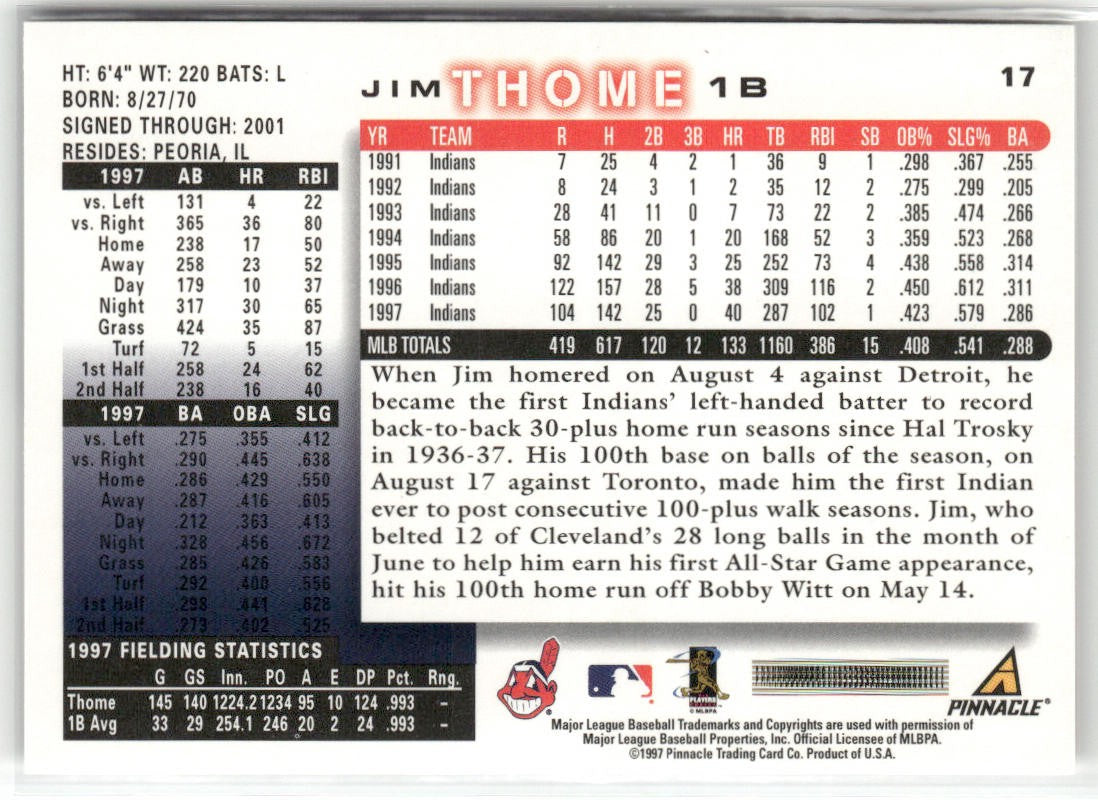 HT: 6'4" WT: 220 BATS: L
BORN: 8/27/70
SIGNED THROUGH: 2001
RESIDES: PEORIA, IL
1997 AB HR RBI
vs. Left 131 4 22
vs. Right 365 36 80
Home 238 17 50
Away 258 23 52
Day 179 10 37
Night 317 30 65
Grass 424 35 87
Turf 72 5 15
1st Half 258 24 62
2nd Half 238 16 40
1997 BA OBA SLG
vs. Left .275 .355 .412
vs. Right .290 .445 .638
Home .286 .429 .550
Away .287 .416 .605
Day .212 .363 .413
Night .328 .456 .672
Grass .285 .426 .583
Turf .292 .400 .556
1st Half .298 .441 .628
2nd Half .273 .402 .525
1997 FIELDING STATISTICS
G GS Inn. PO A E DP Pct. Rng.
Thome 145 140 1224.2 1234 95 10 124 .993 –
1B Avg 33 29 254.1 246 20 2 24 .993 –
JIM THOME 1B
17
YR TEAM R H 2B 3B HR TB RBI SB OB% SLG% BA
1991 Indians 7 25 4 2 1 36 9 1 .298 .367 .255
1992 Indians 8 24 3 1 2 35 12 2 .275 .299 .205
1993 Indians 28 41 11 0 7 73 22 2 .385 .474 .266
1994 Indians 58 86 20 1 20 168 52 3 .359 .523 .268
1995 Indians 92 142 29 3 25 252 73 4 .438 .558 .314
1996 Indians 122 157 28 5 38 309 116 2 .450 .612 .311
1997 Indians 104 142 25 0 40 287 102 1 .423 .579 .286
MLB TOTALS 419 617 120 12 133 1160 386 15 .408 .541 .288
When Jim homered on August 4 against Detroit, he
became the first Indians' left-handed batter to record
back-to-back 30-plus home run seasons since Hal Trosky
in 1936-37. His 100th base on balls of the season, on
August 17 against Toronto, made him the first Indian
ever to post consecutive 100-plus walk seasons. Jim, who
belted 12 of Cleveland's 28 long balls in the month of
June to help him earn his first All-Star Game appearance,
hit his 100th home run off Bobby Witt on May 14.
PLAYERS
© MLBPA
PINNACLE®
Major League Baseball Trademarks and Copyrights are used with permission of
Major League Baseball Properties, Inc. Official Licensee of MLBPA.
©1997 Pinnacle Trading Card Co. Product of U.S.A.